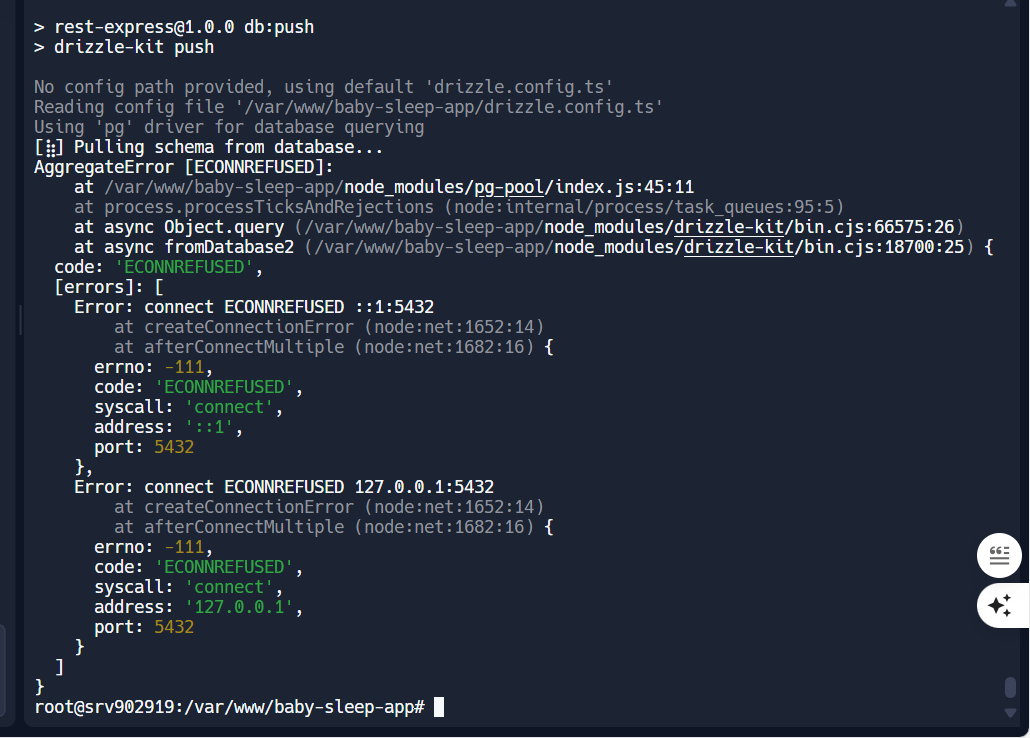 > rest-express@1.0.0 db:push
> drizzle-kit push
No config path provided, using default 'drizzle.config.ts'
Reading config file '/var/www/baby-sleep-app/drizzle.config.ts'
Using 'pg' driver for database querying
[⣷] Pulling schema from database...
AggregateError [ECONNREFUSED]:
    at /var/www/baby-sleep-app/node_modules/pg-pool/index.js:45:11
    at process.processTicksAndRejections (node:internal/process/task_queues:95:5)
    at async Object.query (/var/www/baby-sleep-app/node_modules/drizzle-kit/bin.cjs:66575:26)
    at async fromDatabase2 (/var/www/baby-sleep-app/node_modules/drizzle-kit/bin.cjs:18700:25) {
  code: 'ECONNREFUSED',
  [errors]: [
    Error: connect ECONNREFUSED ::1:5432
        at createConnectionError (node:net:1652:14)
        at afterConnectMultiple (node:net:1682:16) {
      errno: -111,
      code: 'ECONNREFUSED',
      syscall: 'connect',
      address: '::1',
      port: 5432
    },
    Error: connect ECONNREFUSED 127.0.0.1:5432
        at createConnectionError (node:net:1652:14)
        at afterConnectMultiple (node:net:1682:16) {
      errno: -111,
      code: 'ECONNREFUSED',
      syscall: 'connect',
      address: '127.0.0.1',
      port: 5432
    }
  ]
}
root@srv902919:/var/www/baby-sleep-app#